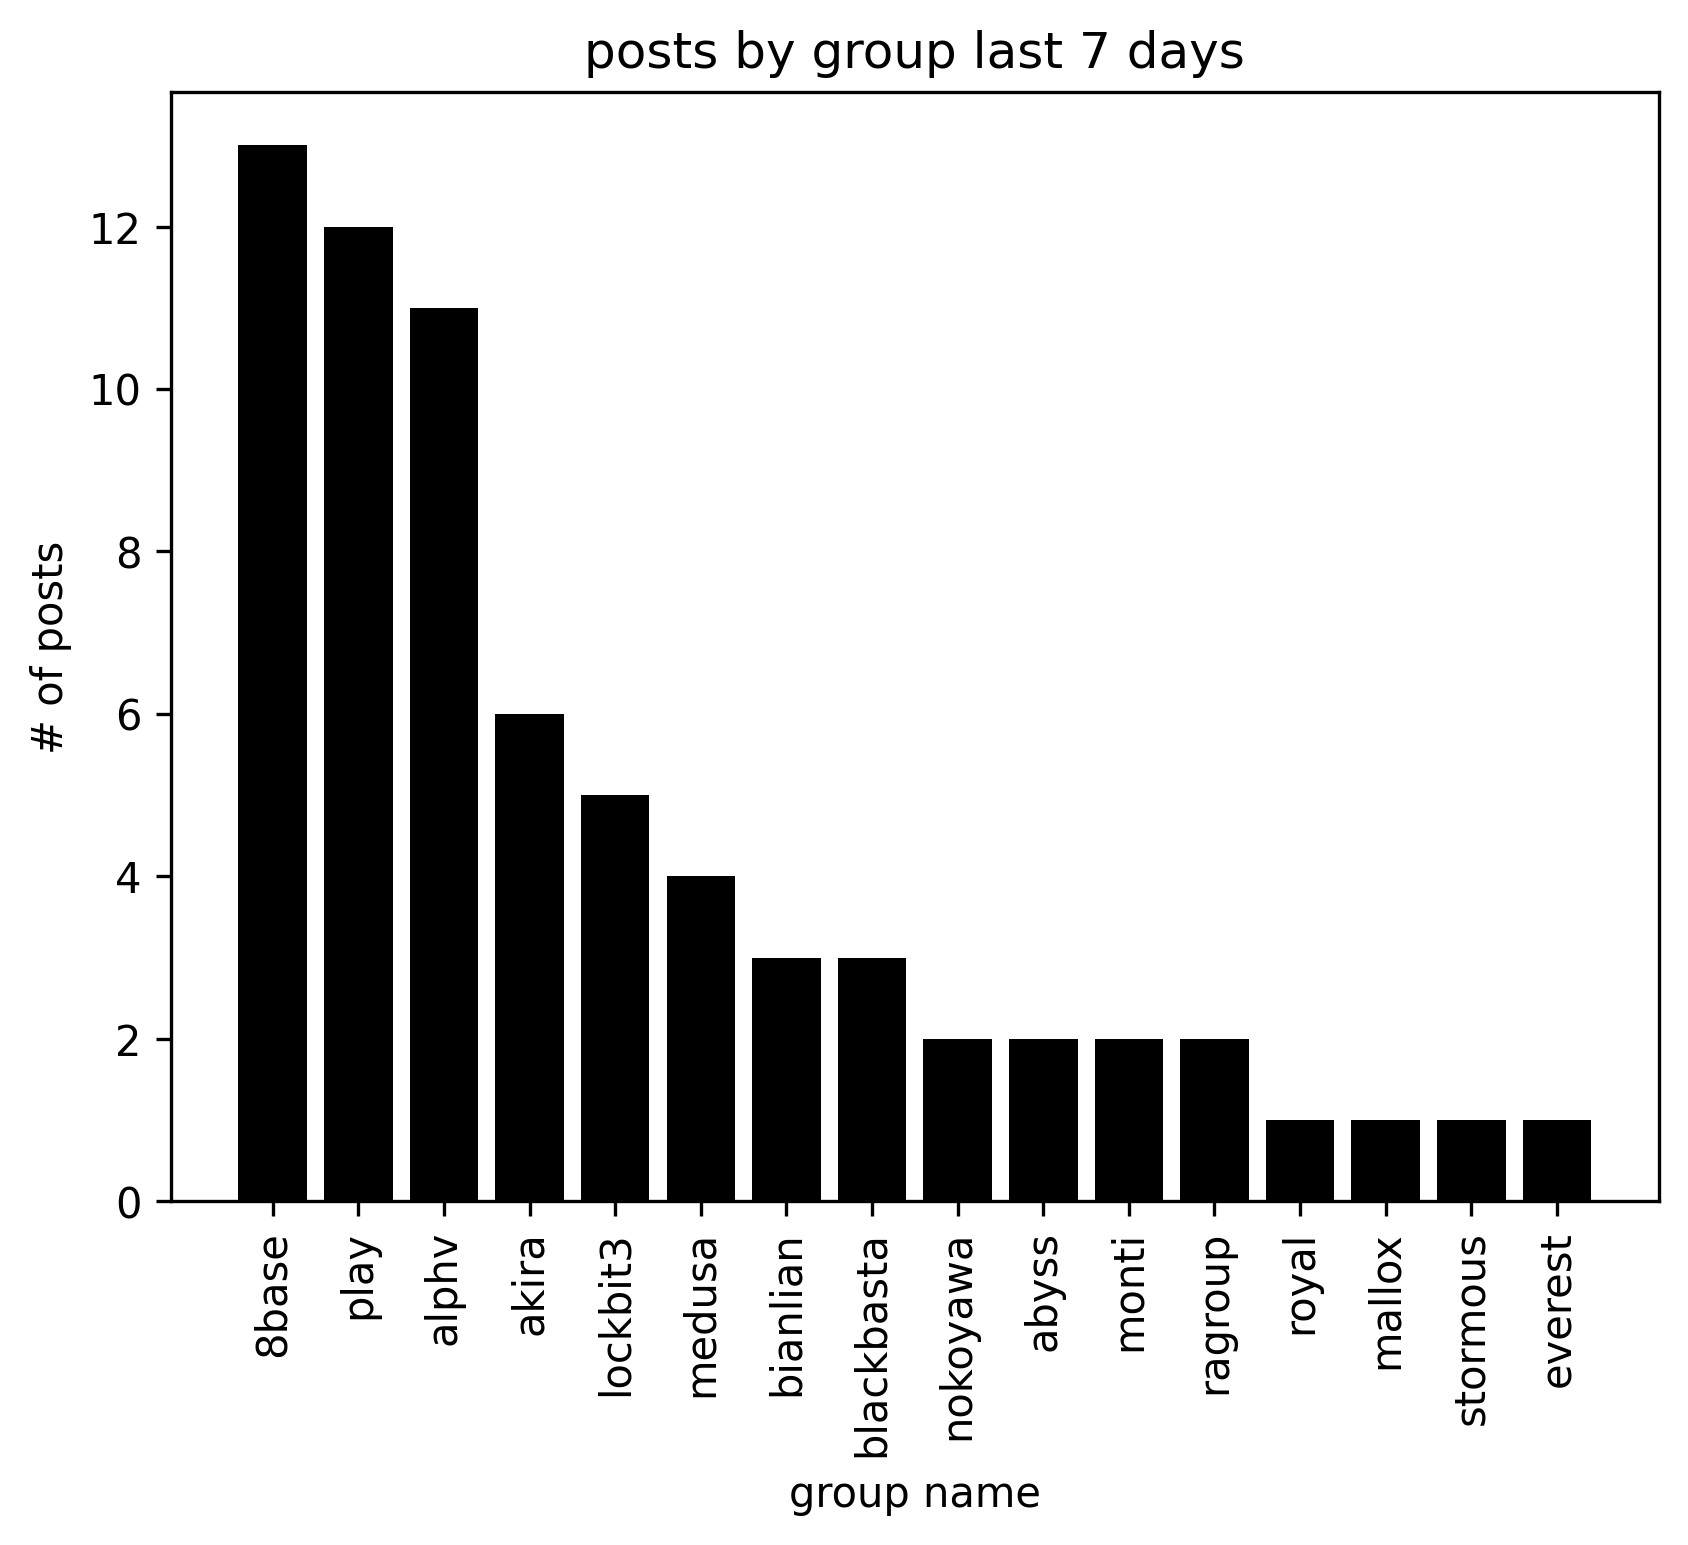 posts by group last 7 days
# of posts
12
10
8
6
4
2
0
8base
play
alphv
akira
lockbit3
medusa
bianlian
blackbasta
nokoyawa
abyss
monti
ragroup
royal
mallox
stormous
everest
group name